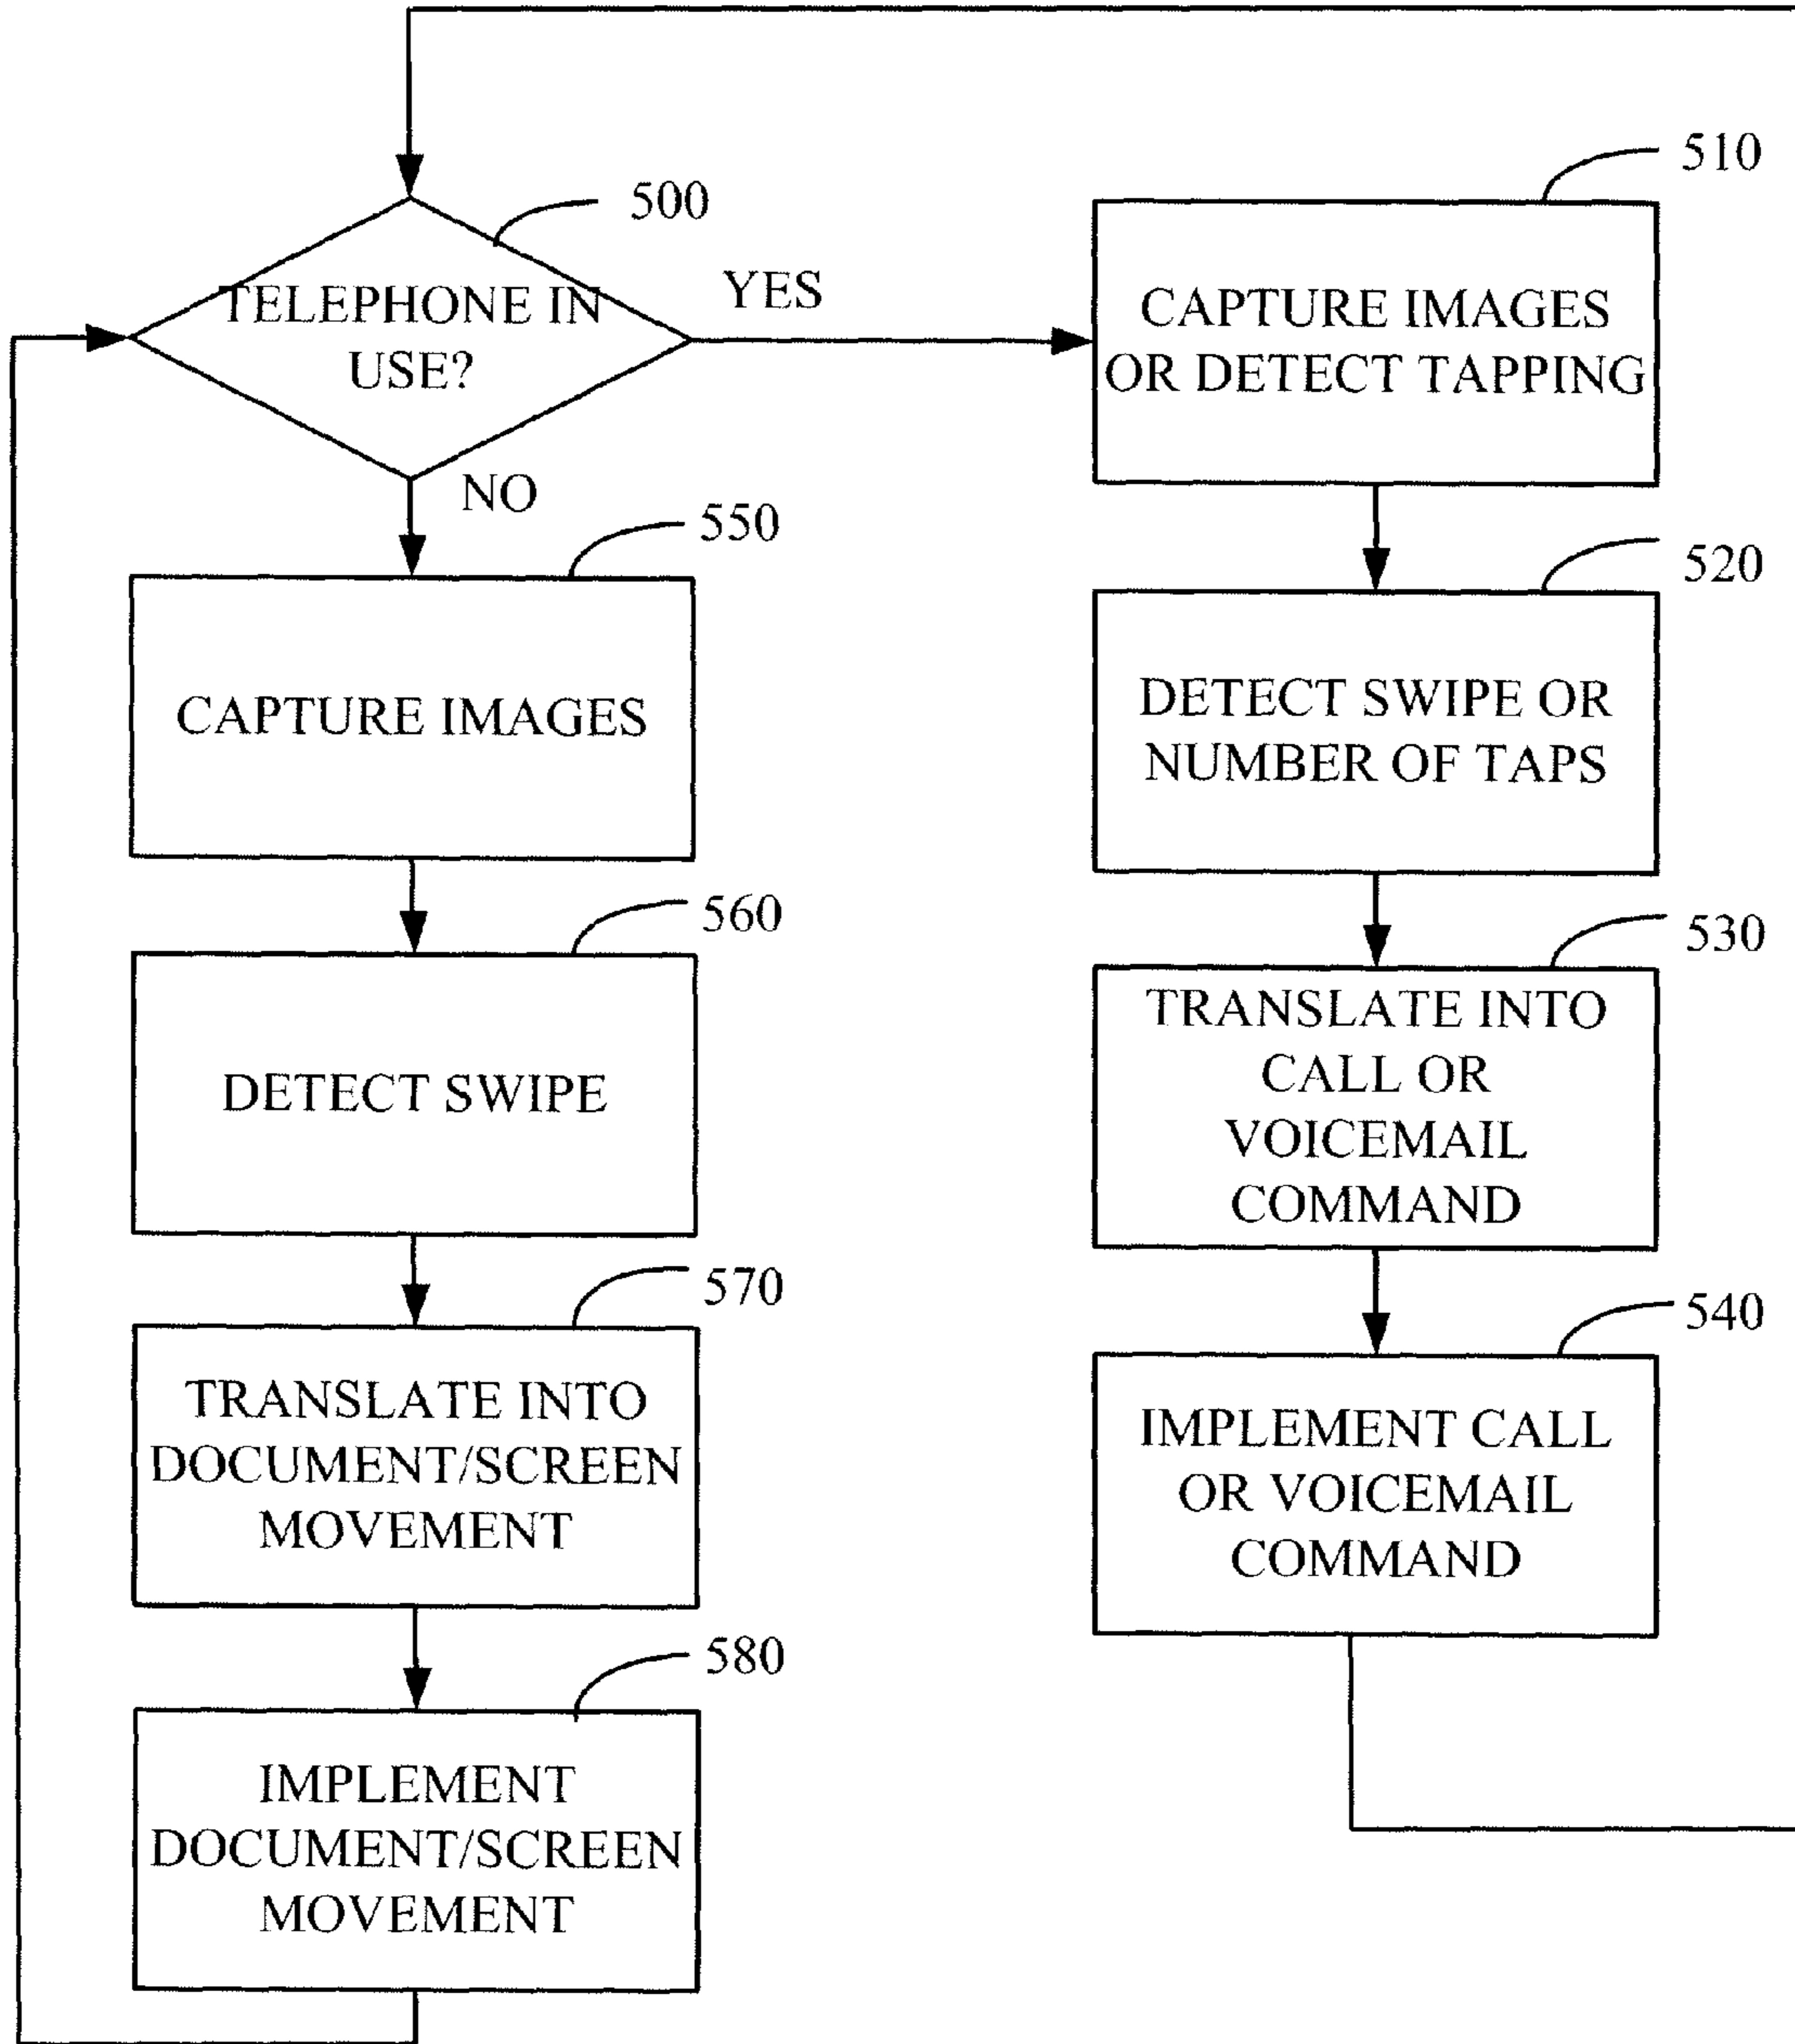 500
TELEPHONE IN
USE?
YES
NO
510
CAPTURE IMAGES
OR DETECT TAPPING
520
DETECT SWIPE OR
NUMBER OF TAPS
530
TRANSLATE INTO
CALL OR
VOICEMAIL
COMMAND
540
IMPLEMENT CALL
OR VOICEMAIL
COMMAND
550
CAPTURE IMAGES
560
DETECT SWIPE
570
TRANSLATE INTO
DOCUMENT/SCREEN
MOVEMENT
580
IMPLEMENT
DOCUMENT/SCREEN
MOVEMENT